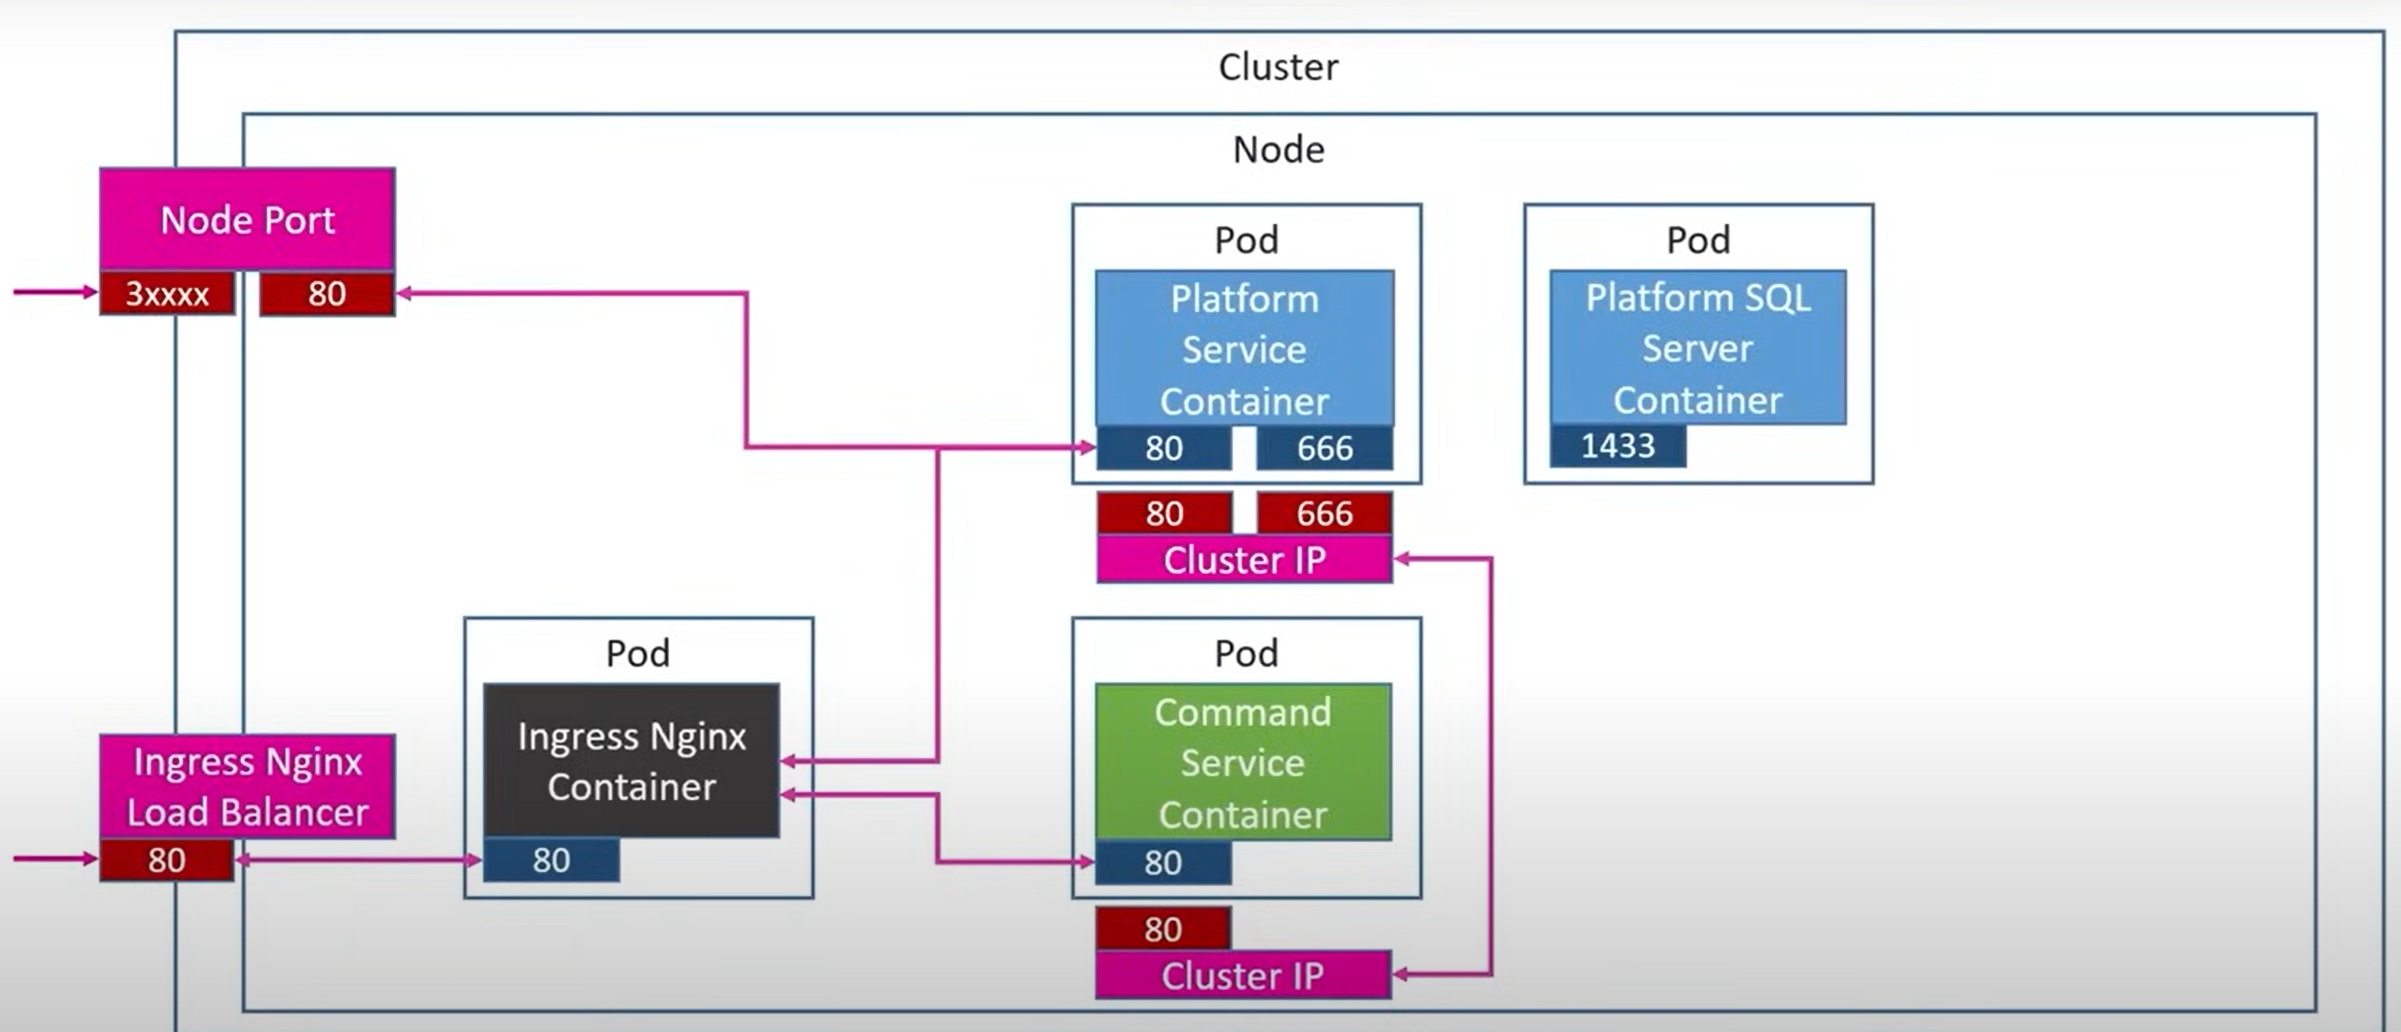 Cluster
Node
Node Port
3xxxx
80
Pod
Platform
Service
Container
80
666
80
666
Cluster IP
Pod
Platform SQL
Server
Container
1433
Pod
Ingress Nginx
Container
80
Ingress Nginx
Load Balancer
80
Pod
Command
Service
Container
80
80
Cluster IP